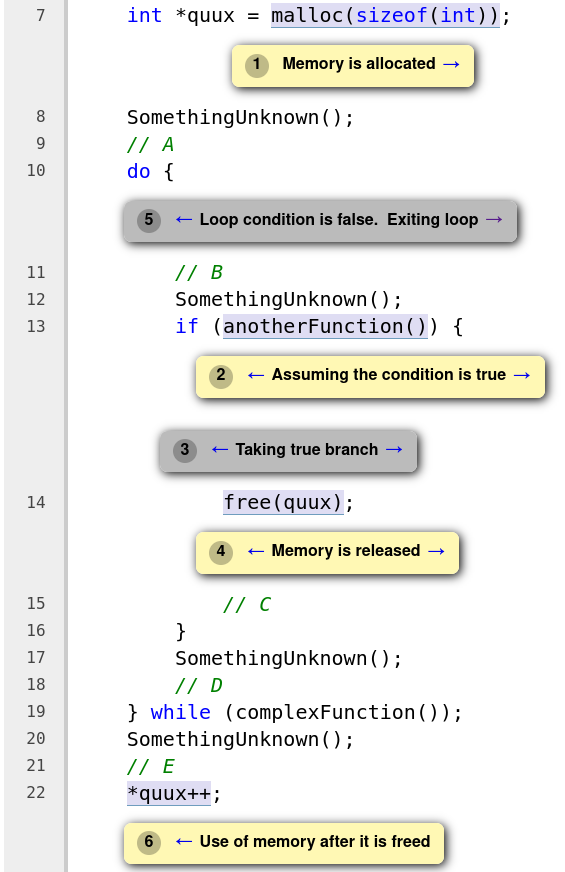 7 int *quux = malloc(sizeof(int));
1 Memory is allocated →
8 SomethingUnknown();
9 // A
10 do {
5 ← Loop condition is false. Exiting loop →
11 // B
12 SomethingUnknown();
13 if (anotherFunction()) {
2 ← Assuming the condition is true →
3 ← Taking true branch →
14 free(quux);
4 ← Memory is released →
15 // C
16 }
17 SomethingUnknown();
18 // D
19 } while (complexFunction());
20 SomethingUnknown();
21 // E
22 *quux++;
6 ← Use of memory after it is freed